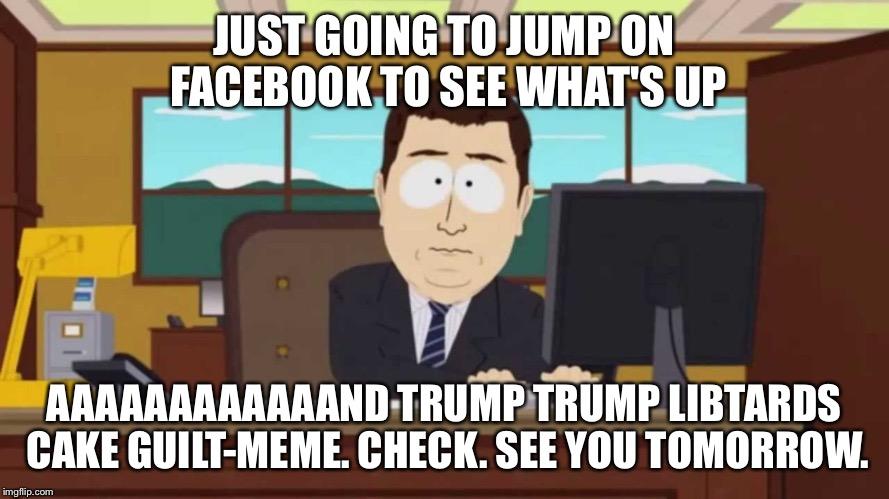 JUST GOING TO JUMP ON
FACEBOOK TO SEE WHAT'S UP
AAAAAAAAAAAAAND TRUMP TRUMP LIBTARDS
CAKE GUILT-MEME. CHECK. SEE YOU TOMORROW.
imgflip.com